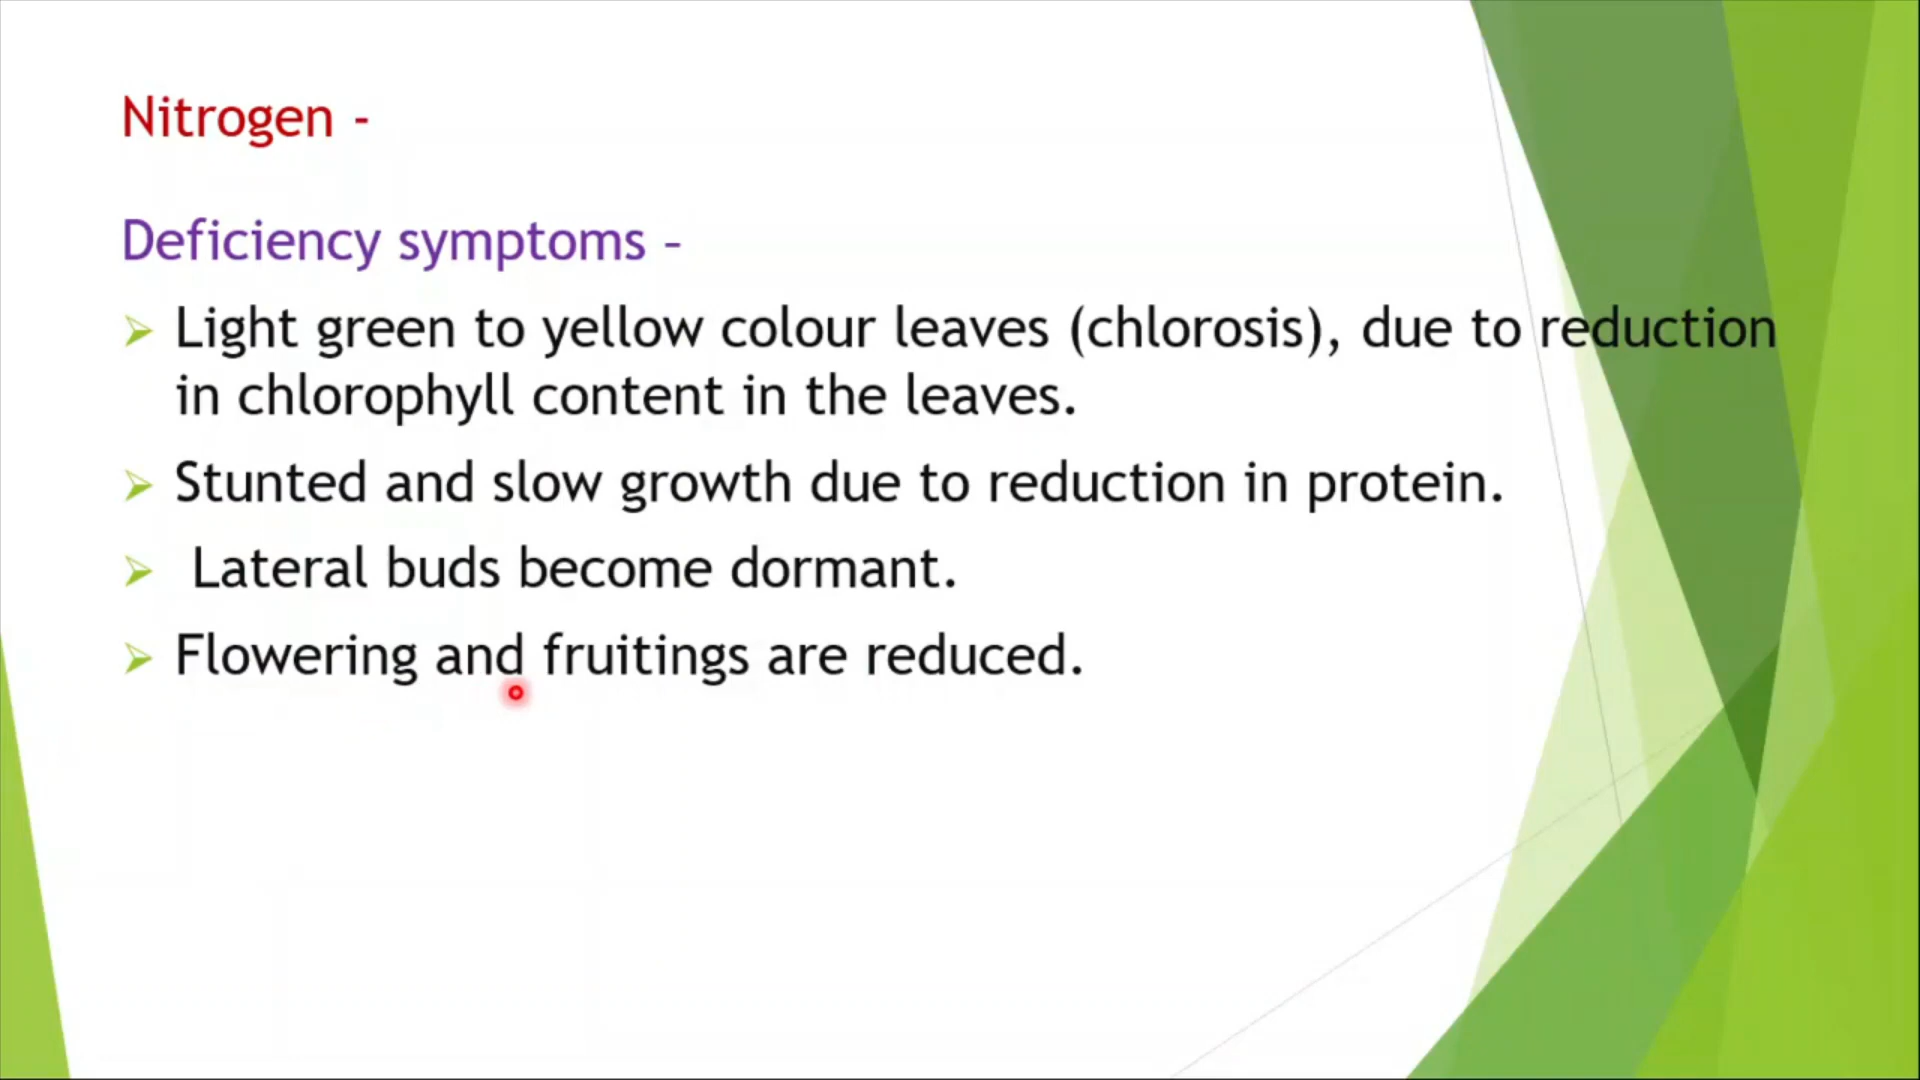 Nitrogen -
Deficiency symptoms –
Light green to yellow colour leaves (chlorosis), due to reduction
in chlorophyll content in the leaves.
Stunted and slow growth due to reduction in protein.
Lateral buds become dormant.
Flowering and fruitings are reduced.